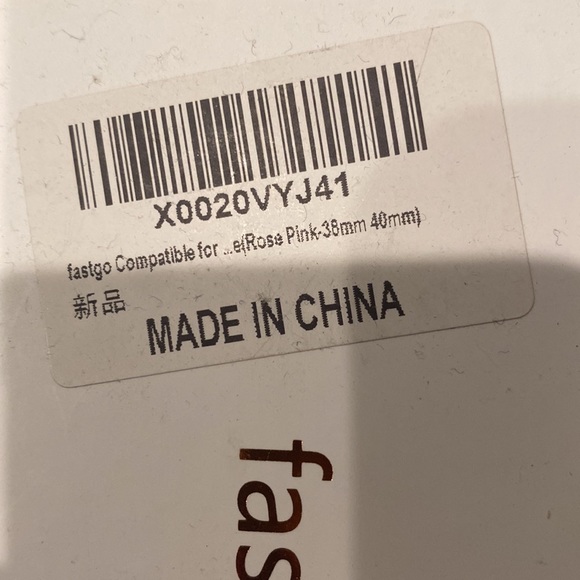 X0020VYJ41
fastgo Compatible for ...e(Rose Pink-38mm 40mm)
新品
MADE IN CHINA
fas